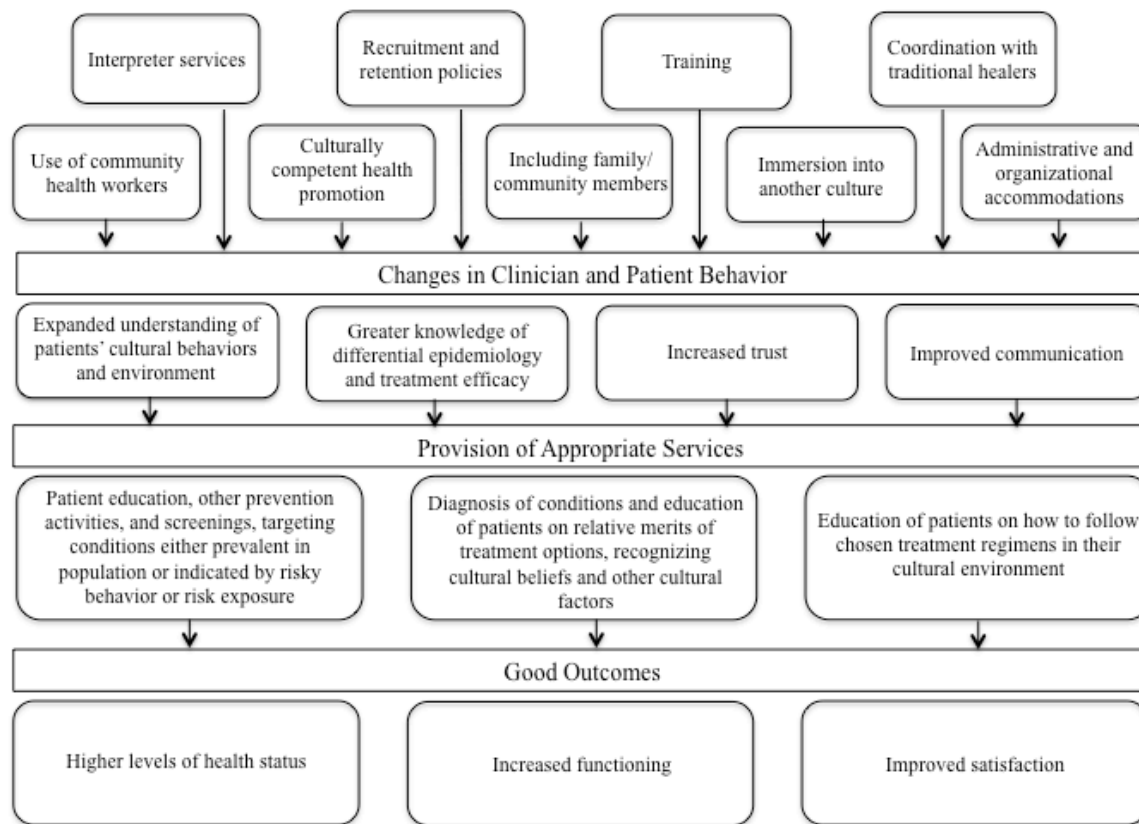 Interpreter services
Recruitment and
retention policies
Training
Coordination with
traditional healers
Use of community
health workers
Culturally
competent health
promotion
Including family/
community members
Immersion into
another culture
Administrative and
organizational
accommodations
Changes in Clinician and Patient Behavior
Expanded understanding of
patients’ cultural behaviors
and environment
Greater knowledge of
differential epidemiology
and treatment efficacy
Increased trust
Improved communication
Provision of Appropriate Services
Patient education, other prevention
activities, and screenings, targeting
conditions either prevalent in
population or indicated by risky
behavior or risk exposure
Diagnosis of conditions and education
of patients on relative merits of
treatment options, recognizing
cultural beliefs and other cultural
factors
Education of patients on how to follow
chosen treatment regimens in their
cultural environment
Good Outcomes
Higher levels of health status
Increased functioning
Improved satisfaction